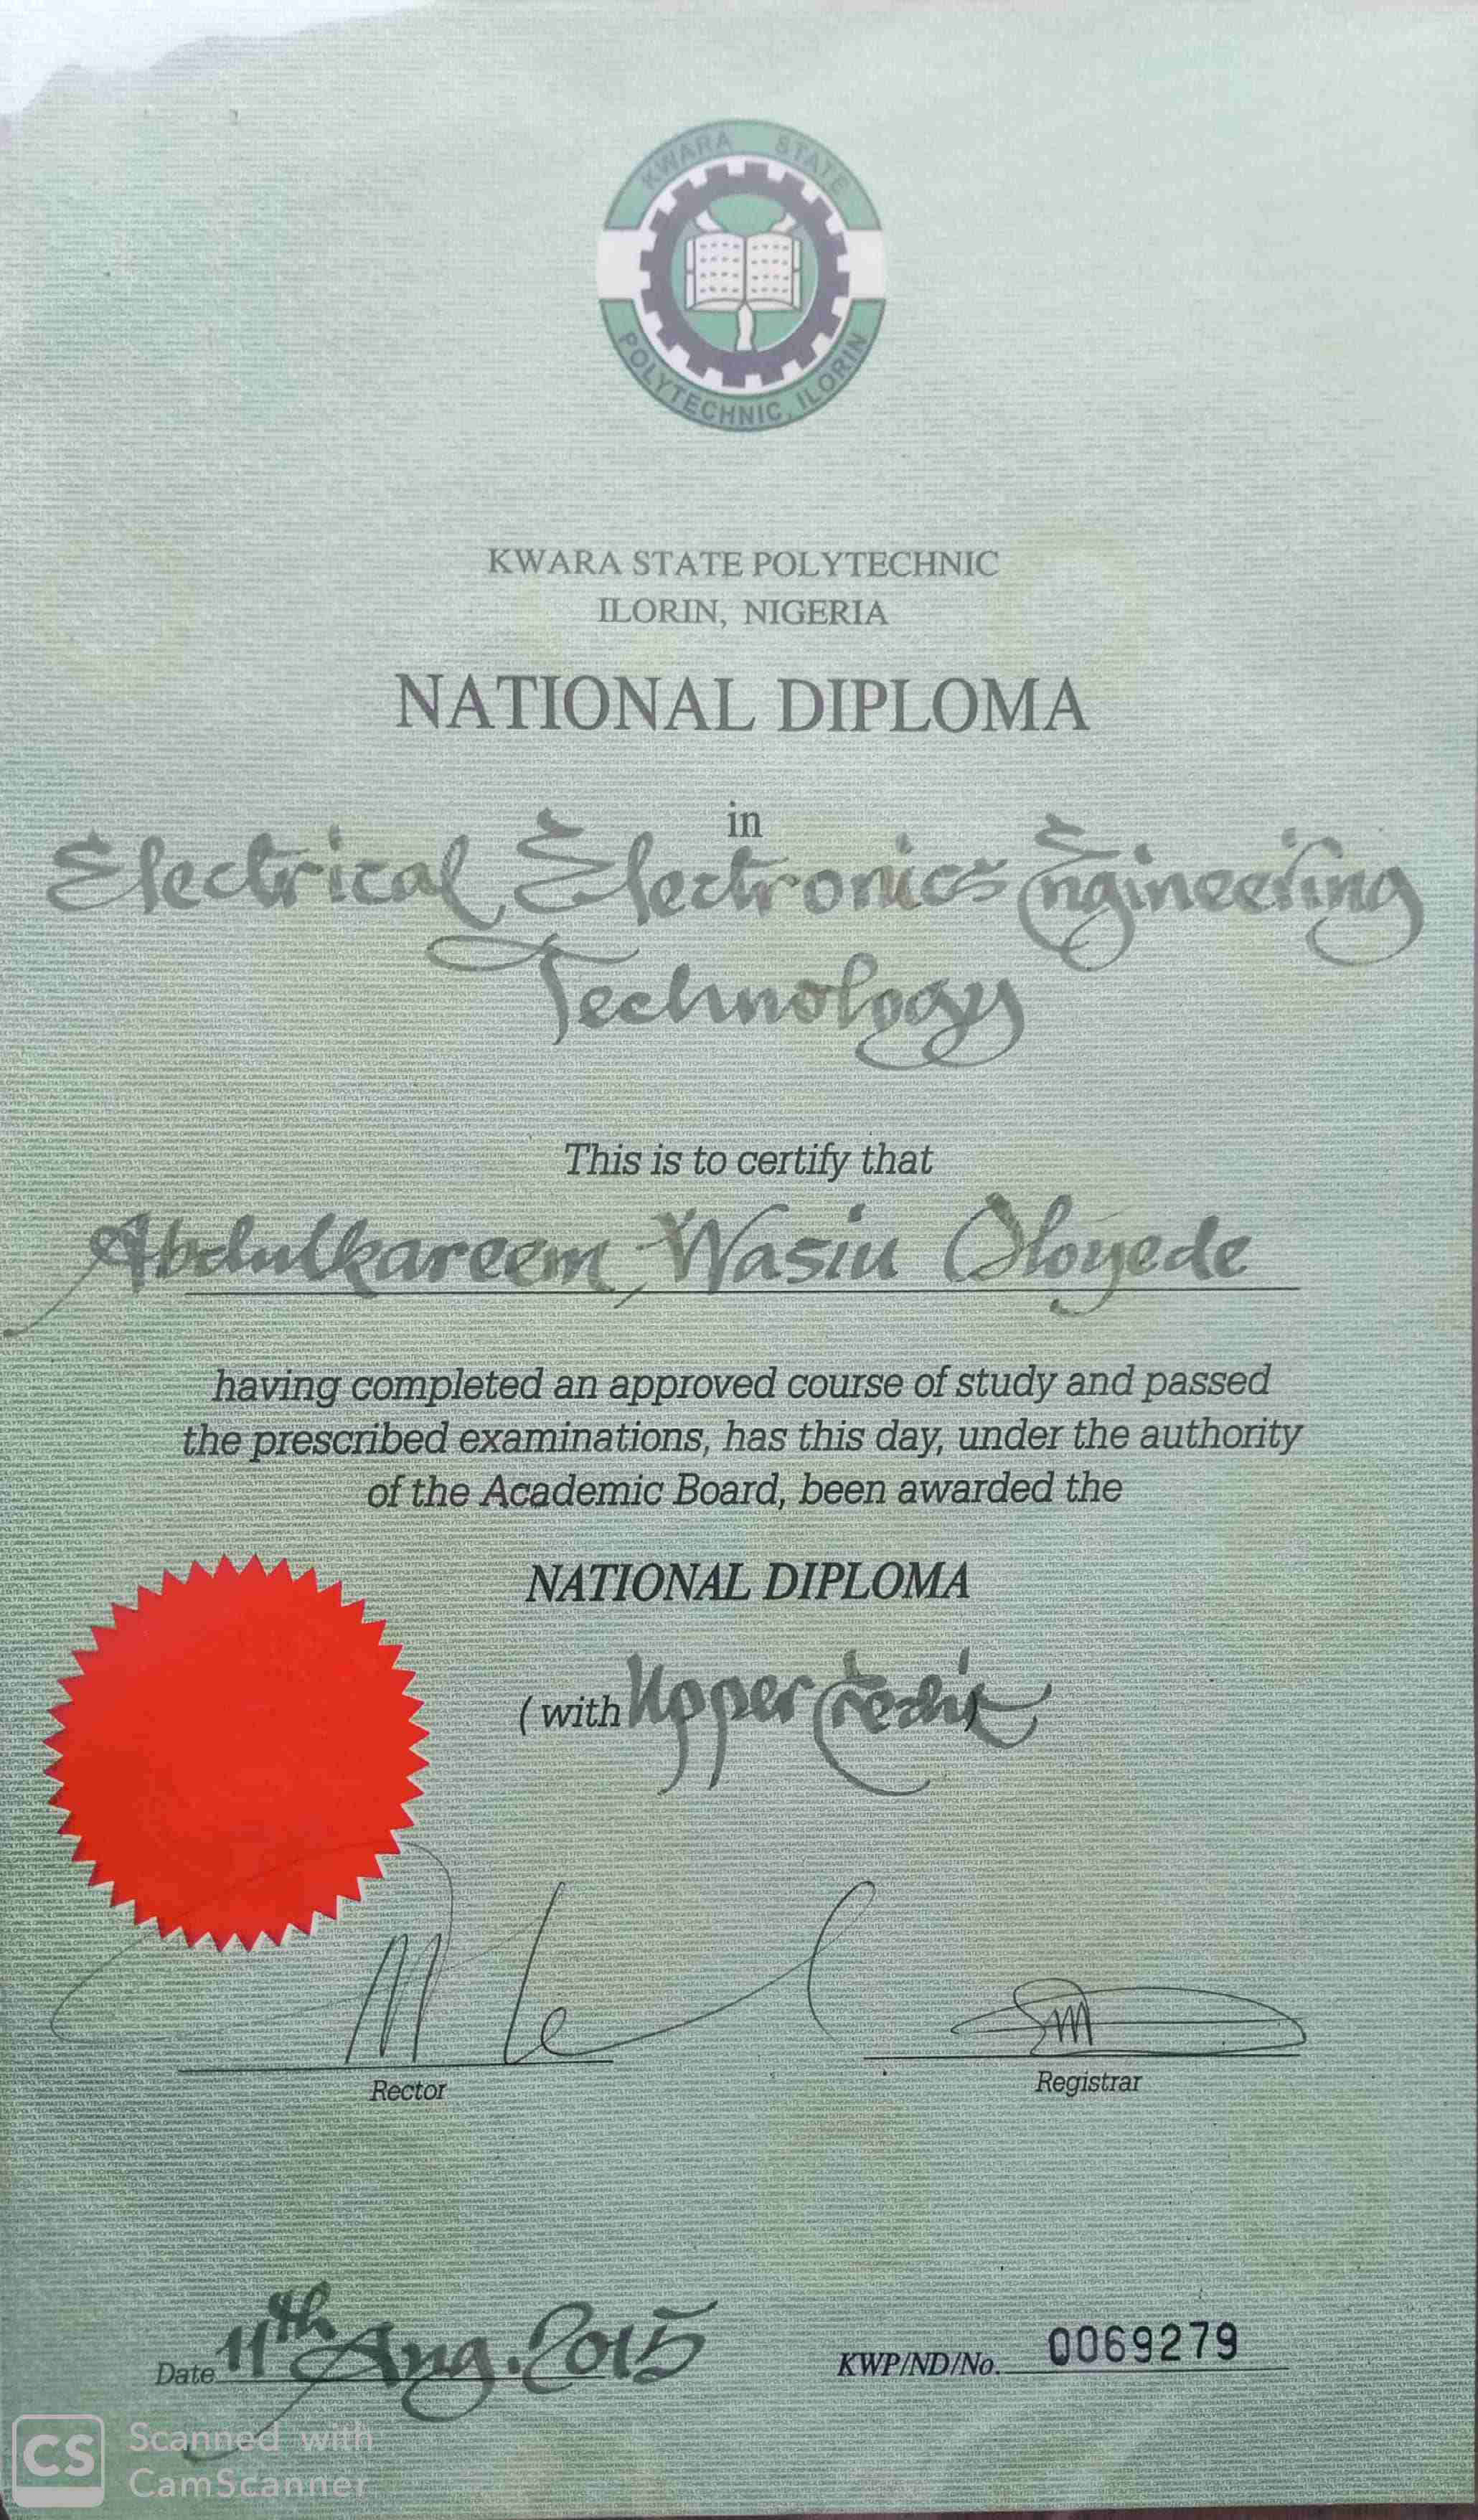 KWARA STATE
POLYTECHNIC, ILORIN
KWARA STATE POLYTECHNIC
ILORIN, NIGERIA
NATIONAL DIPLOMA
in
Electrical Electronics Engineering
Technology
This is to certify that
Abdulkareem, Wasiu Oloyede
having completed an approved course of study and passed
the prescribed examinations, has this day, under the authority
of the Academic Board, been awarded the
NATIONAL DIPLOMA
(with Upper Credit)
Rector
Registrar
Date 11th Aug. 2015
KWP/ND/No. 0069279
CS Scanned with
CamScanner